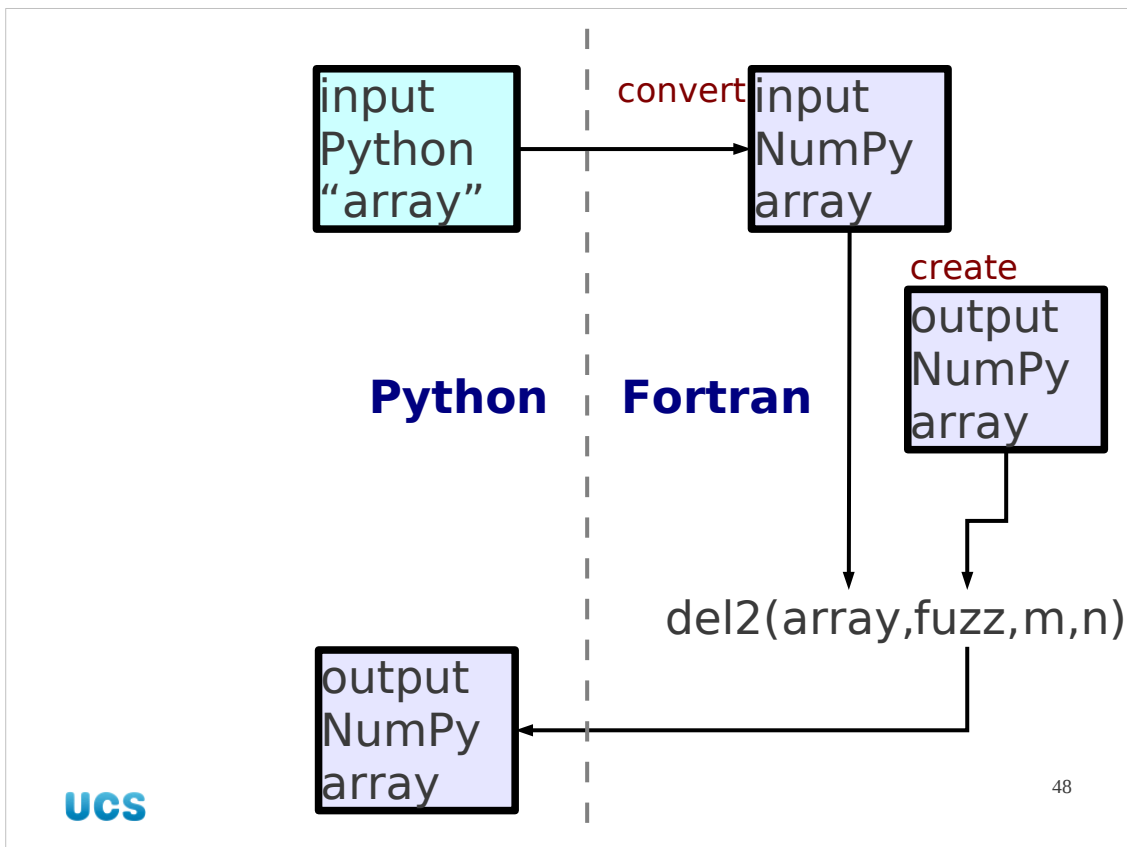 input
Python
“array”
convert
input
NumPy
array
create
output
NumPy
array
Python
Fortran
del2(array,fuzz,m,n)
output
NumPy
array
UCS
48